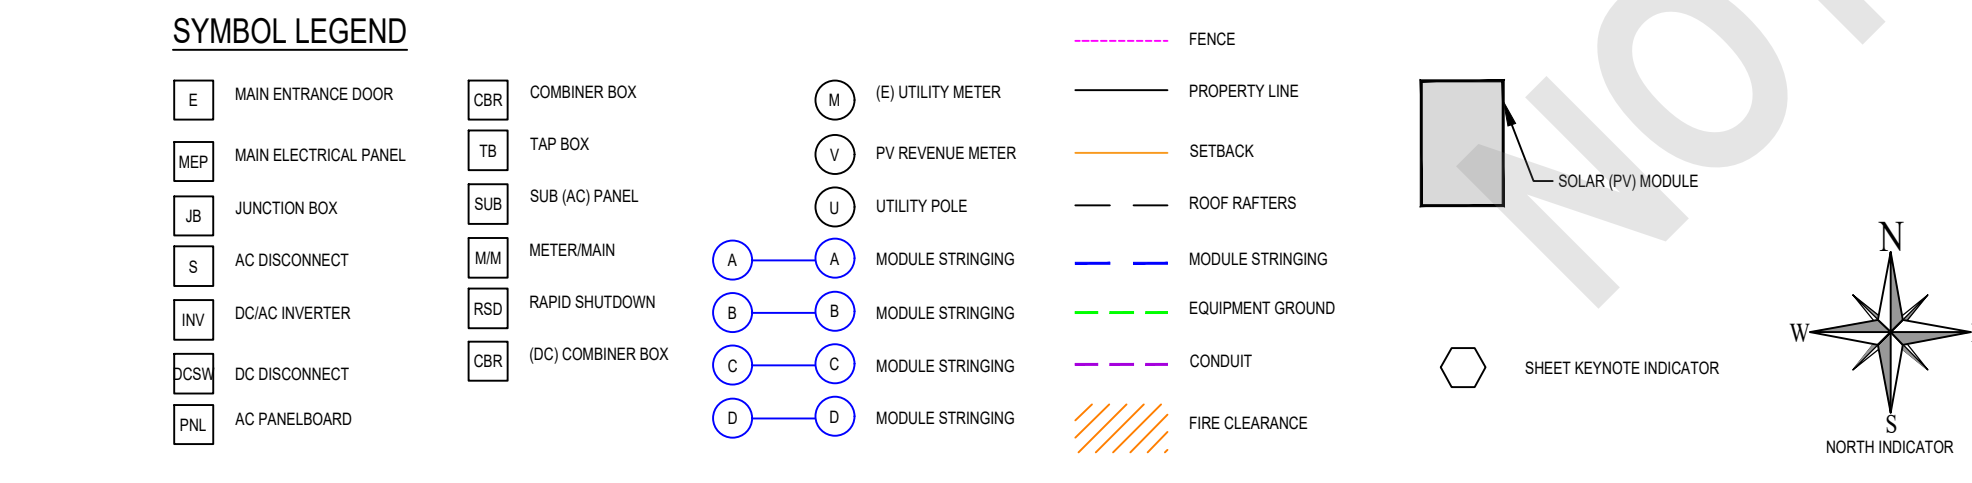 SYMBOL LEGEND
E MAIN ENTRANCE DOOR
MEP MAIN ELECTRICAL PANEL
JB JUNCTION BOX
S AC DISCONNECT
INV DC/AC INVERTER
DCSW DC DISCONNECT
PNL AC PANELBOARD
CBR COMBINER BOX
TB TAP BOX
SUB SUB (AC) PANEL
M/M METER/MAIN
RSD RAPID SHUTDOWN
CBR (DC) COMBINER BOX
M (E) UTILITY METER
V PV REVENUE METER
U UTILITY POLE
A A MODULE STRINGING
B B MODULE STRINGING
C C MODULE STRINGING
D D MODULE STRINGING
FENCE
PROPERTY LINE
SETBACK
ROOF RAFTERS
MODULE STRINGING
EQUIPMENT GROUND
CONDUIT
FIRE CLEARANCE
SOLAR (PV) MODULE
SHEET KEYNOTE INDICATOR
N
W
S
NORTH INDICATOR